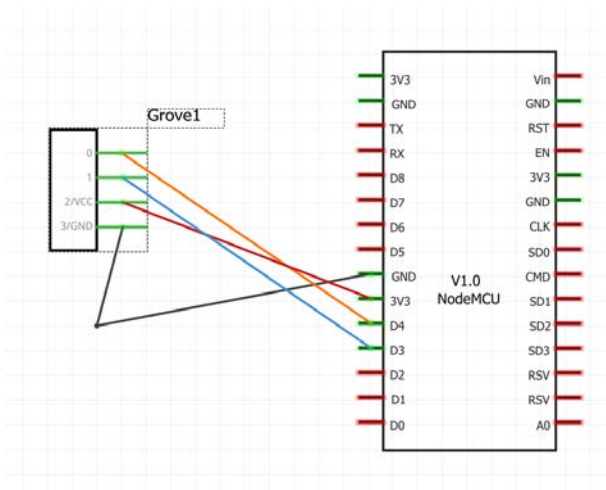 Grove1
0
1
2/VCC
3/GND
3V3
GND
TX
RX
D8
D7
D6
D5
GND
3V3
D4
D3
D2
D1
D0
V1.0
NodeMCU
Vin
GND
RST
EN
3V3
GND
CLK
SD0
CMD
SD1
SD2
SD3
RSV
RSV
A0